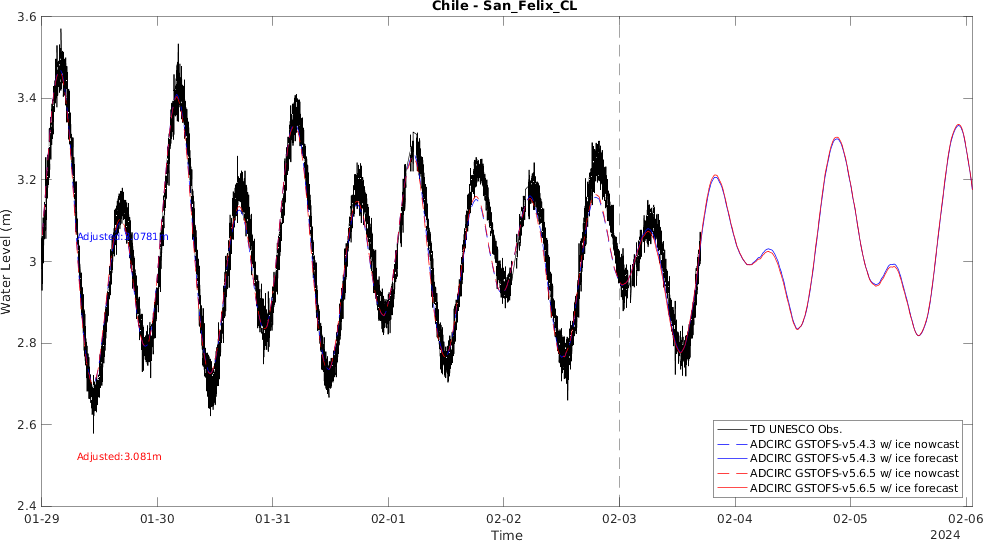 Chile - San_Felix_CL
3.6
3.4
3.2
3
2.8
2.6
2.4
Water Level (m)
Adjusted:3.0781m
Adjusted:3.081m
TD UNESCO Obs.
ADCIRC GSTOFS-v5.4.3 w/ ice nowcast
ADCIRC GSTOFS-v5.4.3 w/ ice forecast
ADCIRC GSTOFS-v5.6.5 w/ ice nowcast
ADCIRC GSTOFS-v5.6.5 w/ ice forecast
01-29 01-30 01-31 02-01 02-02 02-03 02-04 02-05 02-06
Time
2024